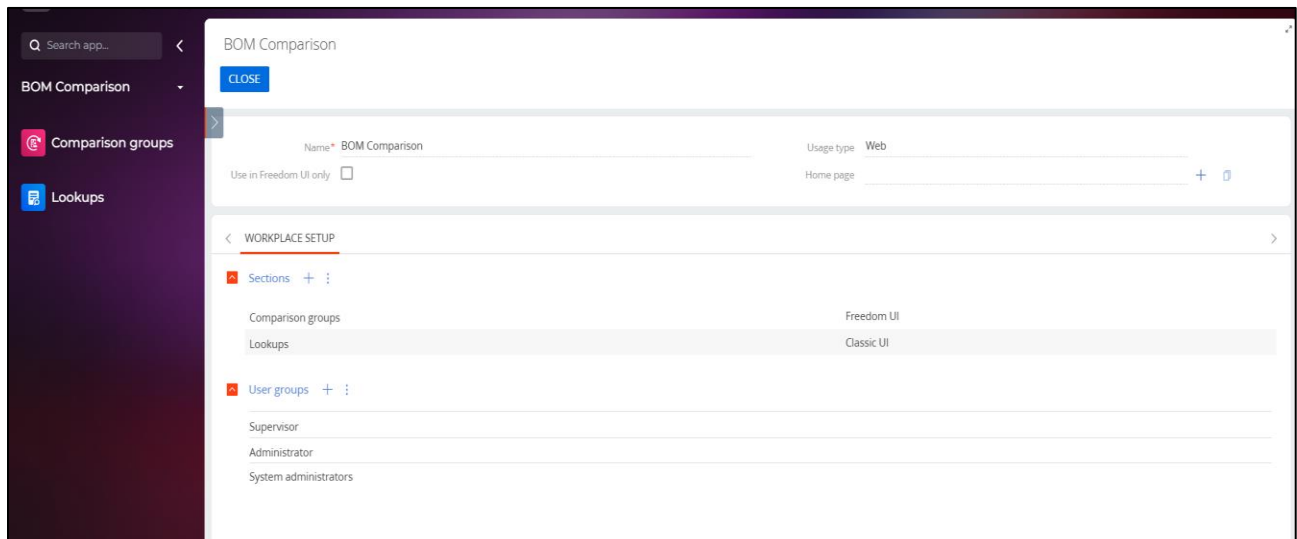 Search app...
BOM Comparison
Comparison groups
Lookups
BOM Comparison
CLOSE
Name* BOM Comparison
Usage type Web
Use in Freedom UI only
Home page
WORKPLACE SETUP
Sections
Comparison groups Freedom UI
Lookups Classic UI
User groups
Supervisor
Administrator
System administrators